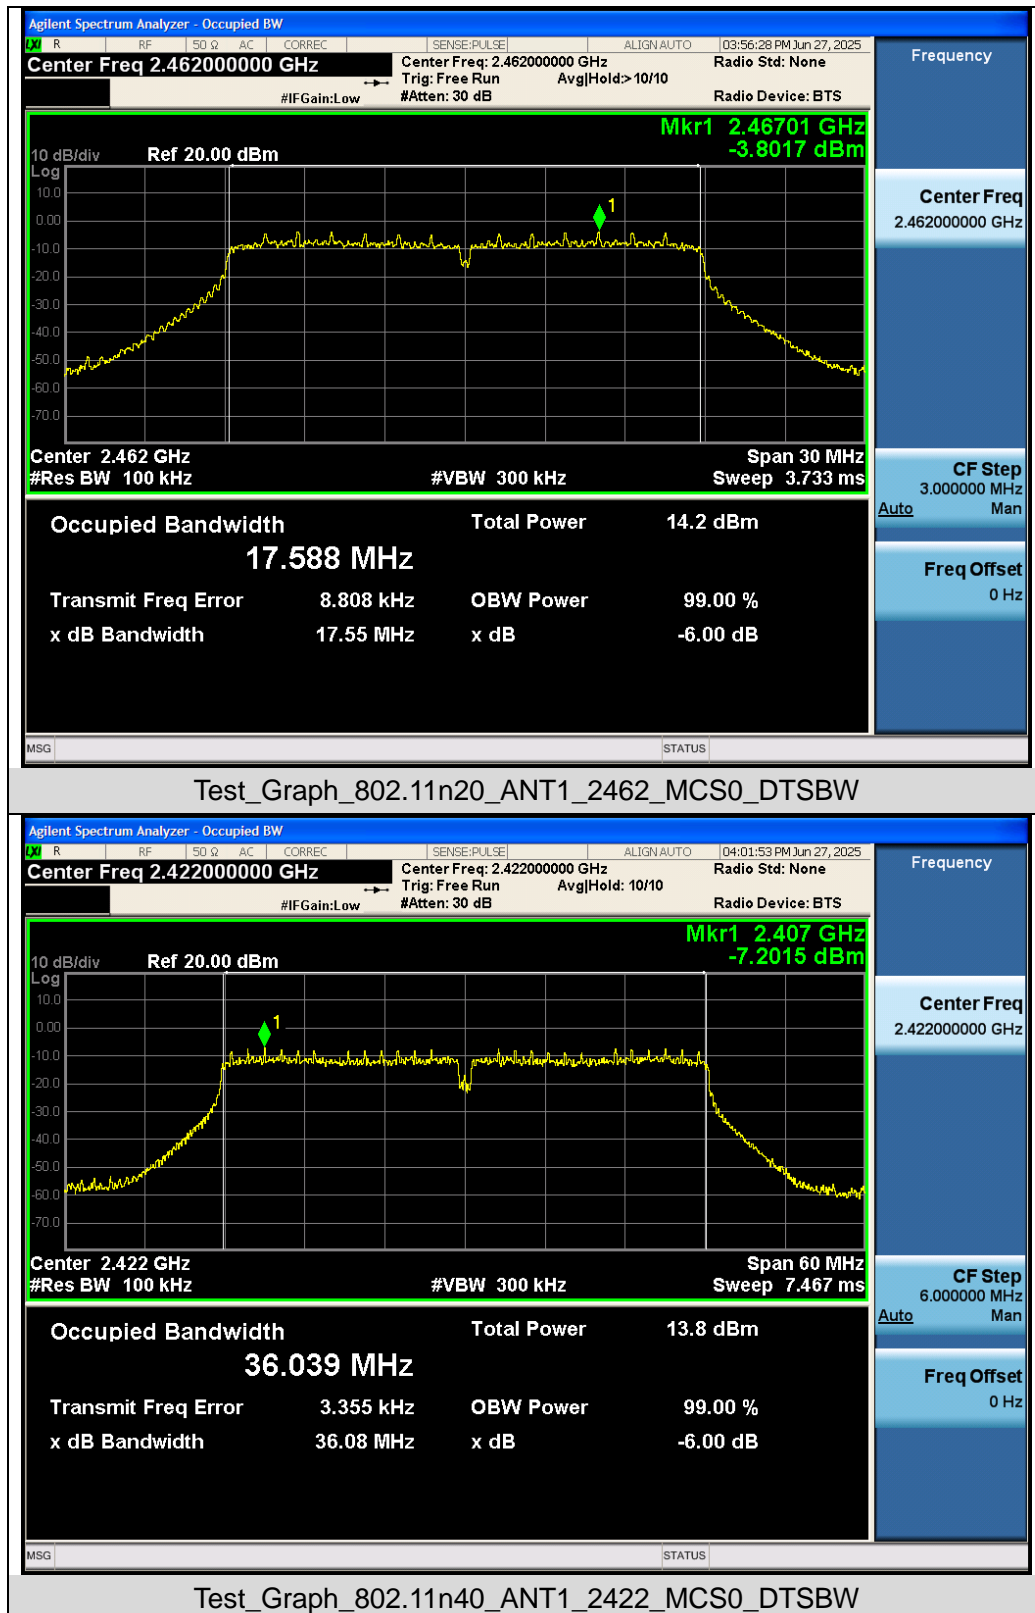 Agilent Spectrum Analyzer - Occupied BW
LXI R RF 50 Ω AC CORREC SENSE:PULSE ALIGN AUTO 03:56:28 PM Jun 27, 2025
Center Freq 2.462000000 GHz
Center Freq: 2.462000000 GHz Radio Std: None
Trig: Free Run Avg|Hold:> 10/10
#IFGain:Low #Atten: 30 dB Radio Device: BTS
Frequency
Mkr1 2.46701 GHz
-3.8017 dBm
10 dB/div Ref 20.00 dBm
Log
10.0
0.00
-10.0
-20.0
-30.0
-40.0
-50.0
-60.0
-70.0
1
Center 2.462 GHz Span 30 MHz
#Res BW 100 kHz #VBW 300 kHz Sweep 3.733 ms
Center Freq
2.462000000 GHz
CF Step
3.000000 MHz
Auto Man
Freq Offset
0 Hz
Occupied Bandwidth Total Power 14.2 dBm
17.588 MHz
Transmit Freq Error 8.808 kHz OBW Power 99.00 %
x dB Bandwidth 17.55 MHz x dB -6.00 dB
MSG STATUS
Test_Graph_802.11n20_ANT1_2462_MCS0_DTSBW
Agilent Spectrum Analyzer - Occupied BW
LXI R RF 50 Ω AC CORREC SENSE:PULSE ALIGN AUTO 04:01:53 PM Jun 27, 2025
Center Freq 2.422000000 GHz
Center Freq: 2.422000000 GHz Radio Std: None
Trig: Free Run Avg|Hold: 10/10
#IFGain:Low #Atten: 30 dB Radio Device: BTS
Frequency
Mkr1 2.407 GHz
-7.2015 dBm
10 dB/div Ref 20.00 dBm
Log
10.0
0.00
-10.0
-20.0
-30.0
-40.0
-50.0
-60.0
-70.0
1
Center 2.422 GHz Span 60 MHz
#Res BW 100 kHz #VBW 300 kHz Sweep 7.467 ms
Center Freq
2.422000000 GHz
CF Step
6.000000 MHz
Auto Man
Freq Offset
0 Hz
Occupied Bandwidth Total Power 13.8 dBm
36.039 MHz
Transmit Freq Error 3.355 kHz OBW Power 99.00 %
x dB Bandwidth 36.08 MHz x dB -6.00 dB
MSG STATUS
Test_Graph_802.11n40_ANT1_2422_MCS0_DTSBW